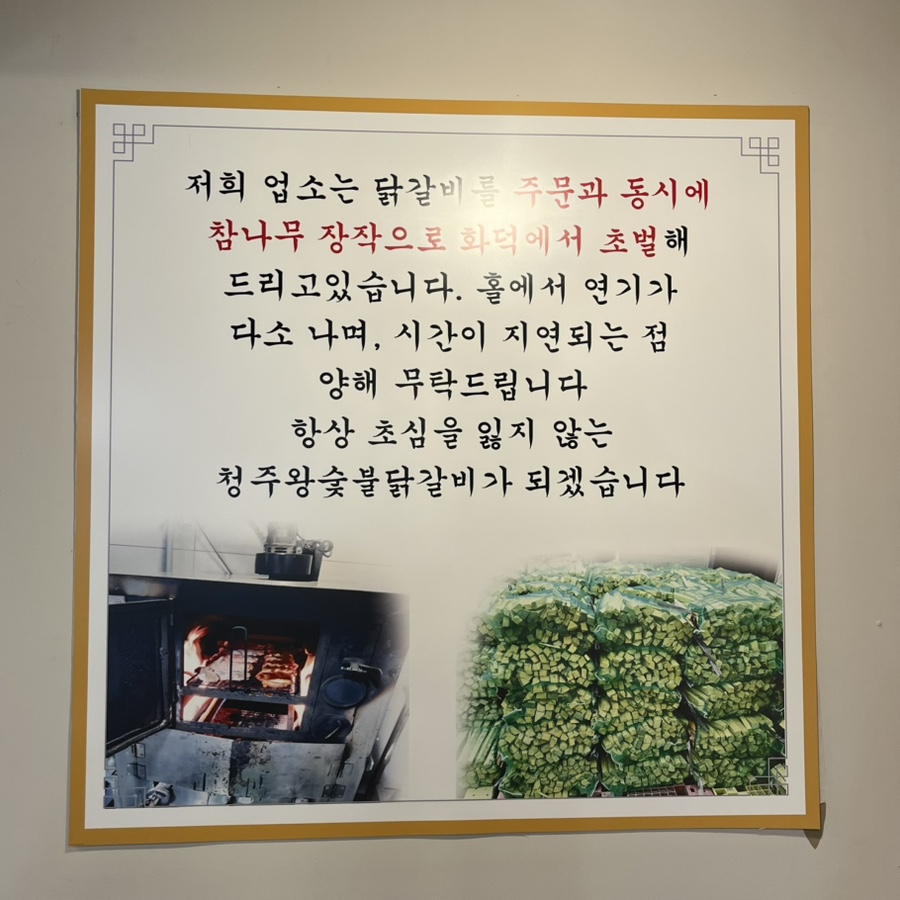 저희 업소는 닭갈비를 주문과 동시에
참나무 장작으로 화덕에서 초벌해
드리고있습니다. 홀에서 연기가
다소 나며, 시간이 지연되는 점
양해 무탁드립니다
항상 초심을 잃지 않는
청주왕숯불닭갈비가 되겠습니다